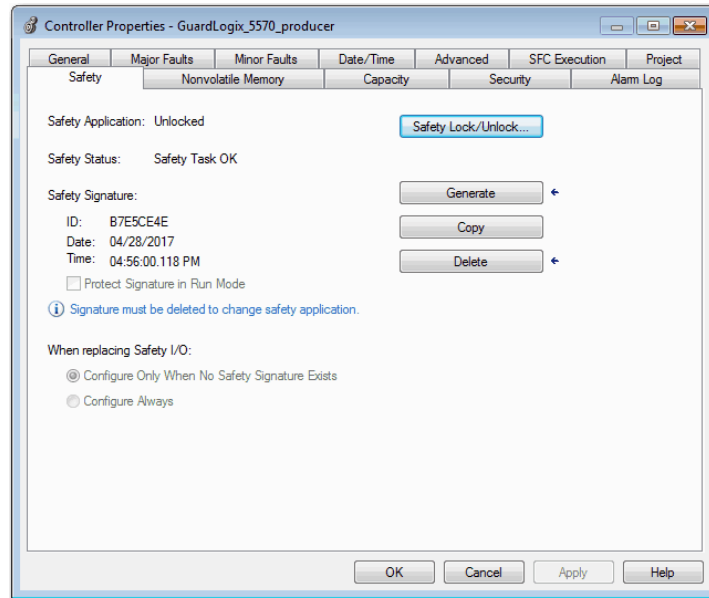 Controller Properties - GuardLogix_5570_producer
General Major Faults Minor Faults Date/Time Advanced SFC Execution Project
Safety Nonvolatile Memory Capacity Security Alarm Log
Safety Application: Unlocked Safety Lock/Unlock...
Safety Status: Safety Task OK
Safety Signature: Generate
ID: B7E5CE4E Copy
Date: 04/28/2017
Time: 04:56:00.118 PM Delete
Protect Signature in Run Mode
Signature must be deleted to change safety application.
When replacing Safety I/O:
Configure Only When No Safety Signature Exists
Configure Always
OK Cancel Apply Help